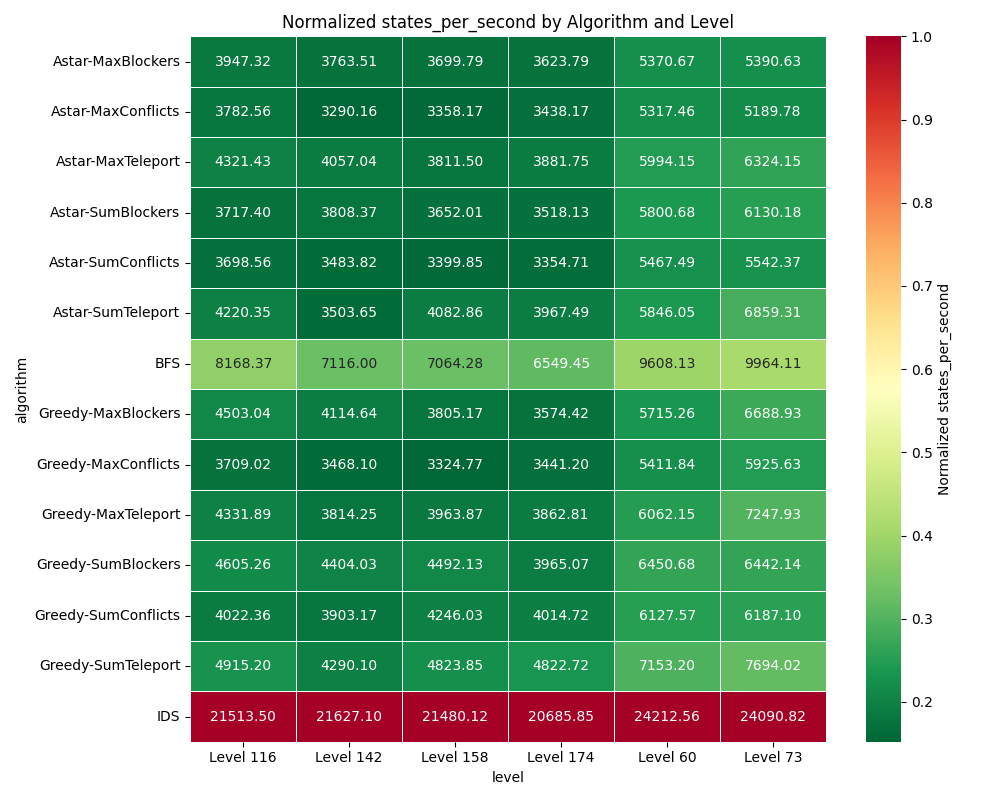 Normalized states_per_second by Algorithm and Level
Astar-MaxBlockers 3947.32 3763.51 3699.79 3623.79 5370.67 5390.63
Astar-MaxConflicts 3782.56 3290.16 3358.17 3438.17 5317.46 5189.78
Astar-MaxTeleport 4321.43 4057.04 3811.50 3881.75 5994.15 6324.15
Astar-SumBlockers 3717.40 3808.37 3652.01 3518.13 5800.68 6130.18
Astar-SumConflicts 3698.56 3483.82 3399.85 3354.71 5467.49 5542.37
Astar-SumTeleport 4220.35 3503.65 4082.86 3967.49 5846.05 6859.31
BFS 8168.37 7116.00 7064.28 6549.45 9608.13 9964.11
Greedy-MaxBlockers 4503.04 4114.64 3805.17 3574.42 5715.26 6688.93
Greedy-MaxConflicts 3709.02 3468.10 3324.77 3441.20 5411.84 5925.63
Greedy-MaxTeleport 4331.89 3814.25 3963.87 3862.81 6062.15 7247.93
Greedy-SumBlockers 4605.26 4404.03 4492.13 3965.07 6450.68 6442.14
Greedy-SumConflicts 4022.36 3903.17 4246.03 4014.72 6127.57 6187.10
Greedy-SumTeleport 4915.20 4290.10 4823.85 4822.72 7153.20 7694.02
IDS 21513.50 21627.10 21480.12 20685.85 24212.56 24090.82
Level 116 Level 142 Level 158 Level 174 Level 60 Level 73
level
algorithm
1.0
0.9
0.8
0.7
0.6
0.5
0.4
0.3
0.2
Normalized states_per_second